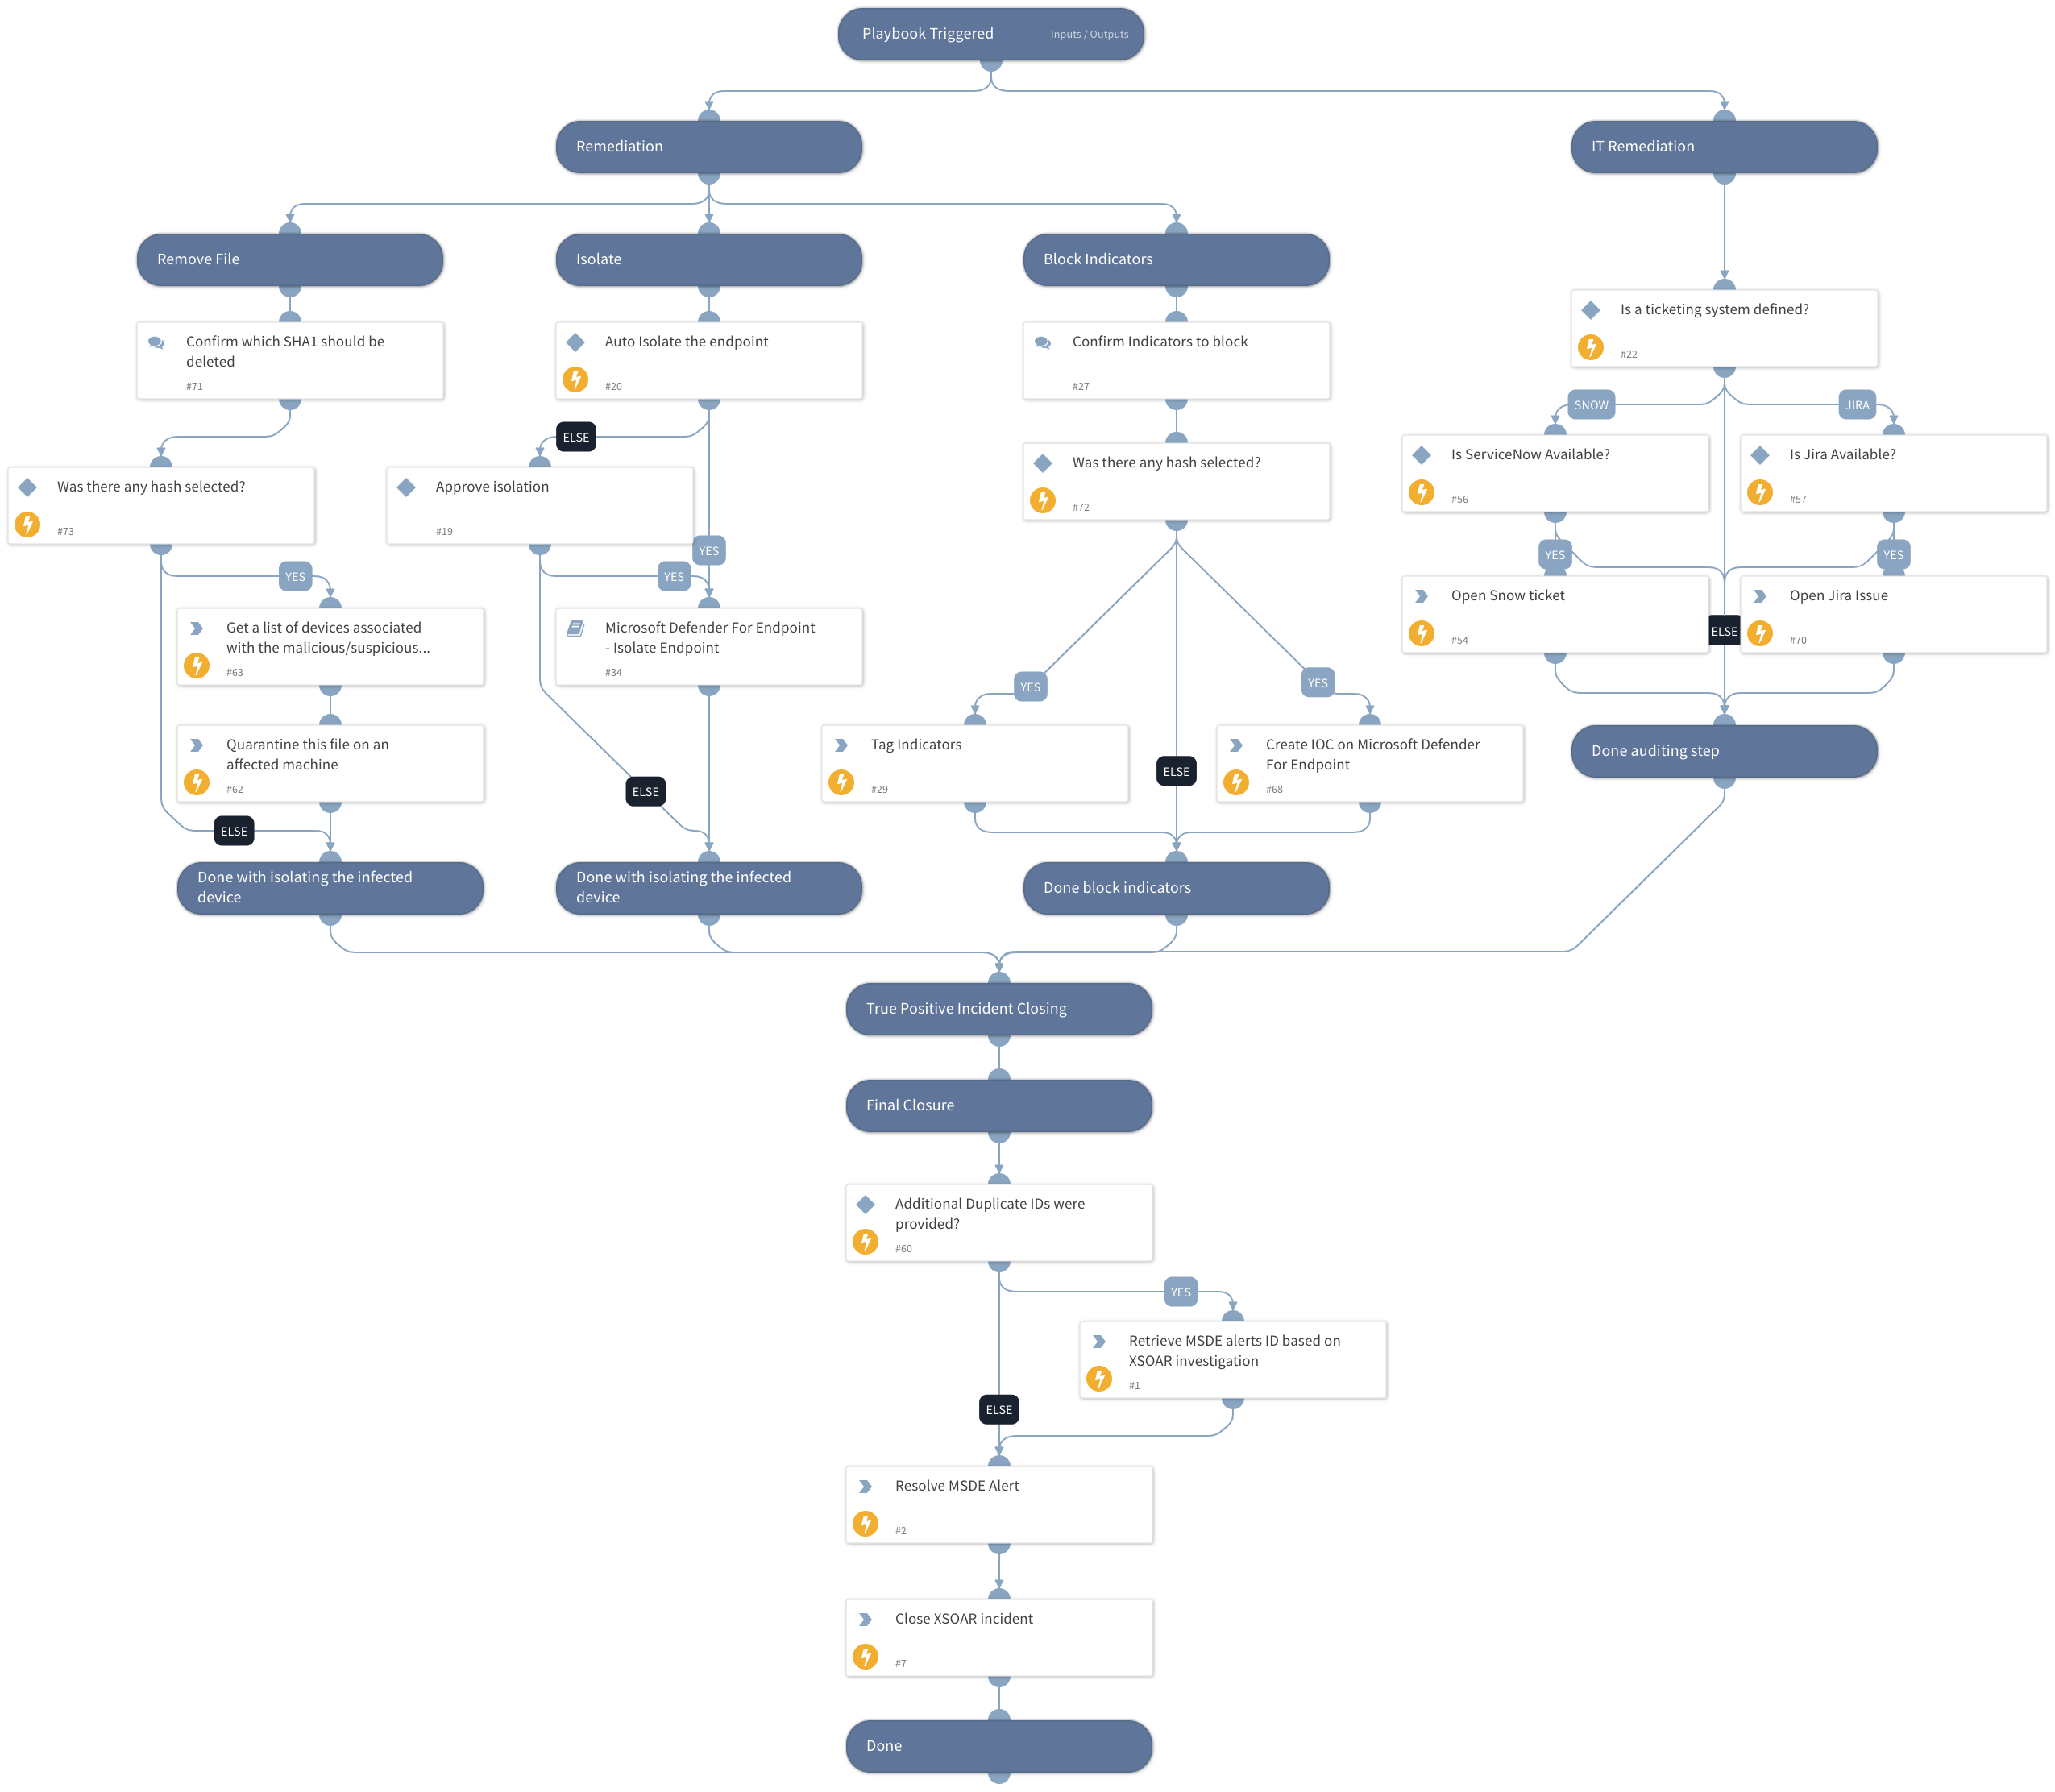 Playbook Triggered
Inputs / Outputs
Remediation
IT Remediation
Remove File
Isolate
Block Indicators
Confirm which SHA1 should be
deleted
#71
Auto Isolate the endpoint
#20
Confirm Indicators to block
#27
Is a ticketing system defined?
#22
SNOW
JIRA
ELSE
Was there any hash selected?
#73
Approve isolation
#19
Was there any hash selected?
#72
Is ServiceNow Available?
#56
Is Jira Available?
#57
YES
YES
YES
YES
YES
Get a list of devices associated
with the malicious/suspicious...
#63
Microsoft Defender For Endpoint
- Isolate Endpoint
#34
Open Snow ticket
#54
ELSE
Open Jira Issue
#70
YES
YES
Quarantine this file on an
affected machine
#62
Tag Indicators
#29
Create IOC on Microsoft Defender
For Endpoint
#68
Done auditing step
ELSE
ELSE
ELSE
Done with isolating the infected
device
Done with isolating the infected
device
Done block indicators
True Positive Incident Closing
Final Closure
Additional Duplicate IDs were
provided?
#60
YES
Retrieve MSDE alerts ID based on
XSOAR investigation
#1
ELSE
Resolve MSDE Alert
#2
Close XSOAR incident
#7
Done